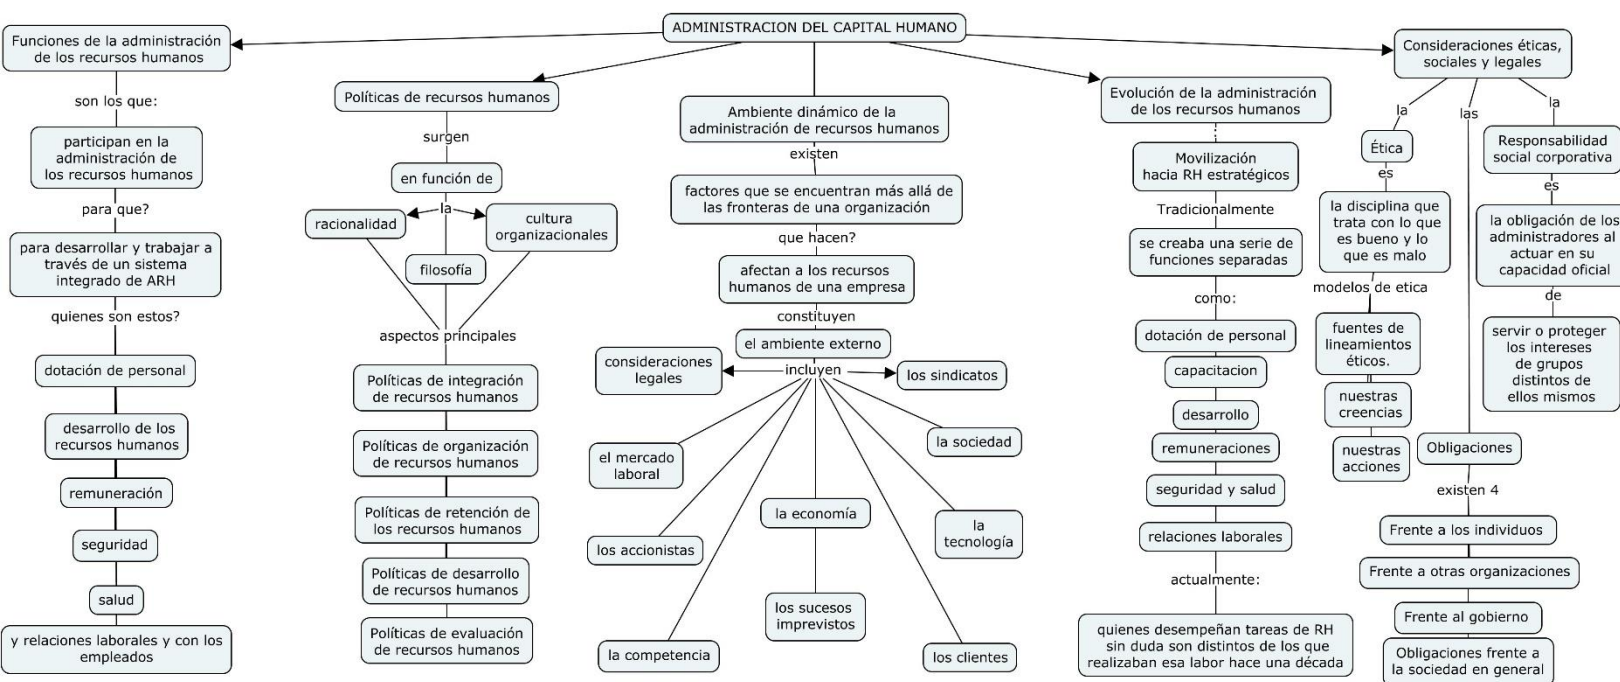 ADMINISTRACION DEL CAPITAL HUMANO
Funciones de la administración
de los recursos humanos
son los que:
participan en la
administración de
los recursos humanos
para que?
para desarrollar y trabajar a
través de un sistema
integrado de ARH
quienes son estos?
dotación de personal
desarrollo de los
recursos humanos
remuneración
seguridad
salud
y relaciones laborales y con los
empleados
Políticas de recursos humanos
surgen
en función de
la
racionalidad
cultura
organizacionales
filosofía
aspectos principales
Políticas de integración
de recursos humanos
Políticas de organización
de recursos humanos
Políticas de retención de
los recursos humanos
Políticas de desarrollo
de recursos humanos
Políticas de evaluación
de recursos humanos
Ambiente dinámico de la
administración de recursos humanos
existen
factores que se encuentran más allá de
las fronteras de una organización
que hacen?
afectan a los recursos
humanos de una empresa
constituyen
el ambiente externo
incluyen
consideraciones
legales
los sindicatos
la sociedad
el mercado
laboral
la economía
la
tecnología
los accionistas
los sucesos
imprevistos
la competencia
los clientes
Evolución de la administración
de los recursos humanos
Movilización
hacia RH estratégicos
Tradicionalmente
se creaba una serie de
funciones separadas
como:
dotación de personal
capacitacion
desarrollo
remuneraciones
seguridad y salud
relaciones laborales
actualmente:
quienes desempeñan tareas de RH
sin duda son distintos de los que
realizaban esa labor hace una década
Consideraciones éticas,
sociales y legales
la
Ética
es
la disciplina que
trata con lo que
es bueno y lo
que es malo
modelos de etica
fuentes de
lineamientos
éticos.
nuestras
creencias
nuestras
acciones
las
Obligaciones
existen 4
Frente a los individuos
Frente a otras organizaciones
Frente al gobierno
Obligaciones frente a
la sociedad en general
la
Responsabilidad
social corporativa
es
la obligación de los
administradores al
actuar en su
capacidad oficial
de
servir o proteger
los intereses
de grupos
distintos de
ellos mismos